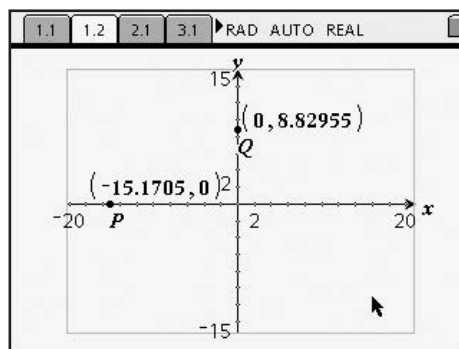 1.1 1.2 2.1 3.1 RAD AUTO REAL
y
15
(0,8.82955)
Q
(-15.1705,0) 2
-20 P 2 20 x
-15